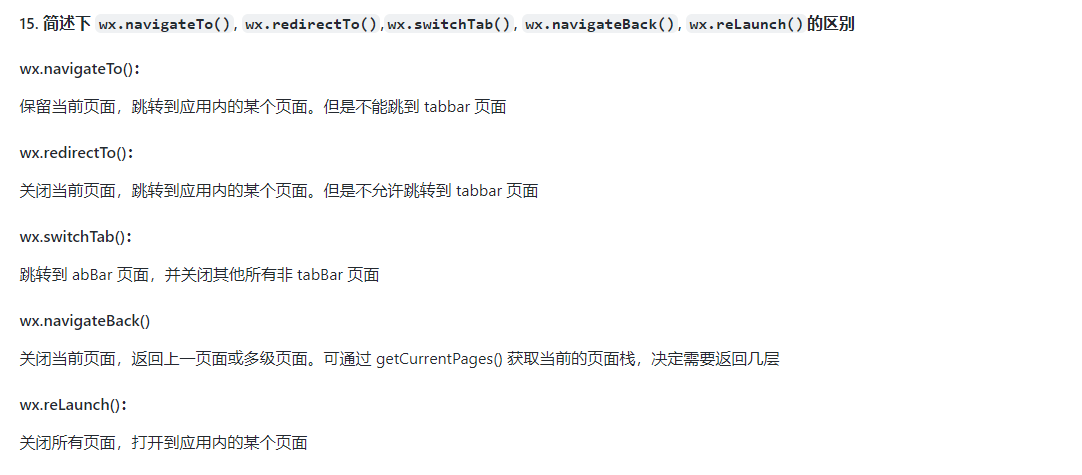 15. 简述下 wx.navigateTo(), wx.redirectTo(),wx.switchTab(), wx.navigateBack(), wx.reLaunch()的区别
wx.navigateTo()：
保留当前页面，跳转到应用内的某个页面。但是不能跳到 tabbar 页面
wx.redirectTo()：
关闭当前页面，跳转到应用内的某个页面。但是不允许跳转到 tabbar 页面
wx.switchTab()：
跳转到 abBar 页面，并关闭其他所有非 tabBar 页面
wx.navigateBack()
关闭当前页面，返回上一页面或多级页面。可通过 getCurrentPages() 获取当前的页面栈，决定需要返回几层
wx.reLaunch()：
关闭所有页面，打开到应用内的某个页面